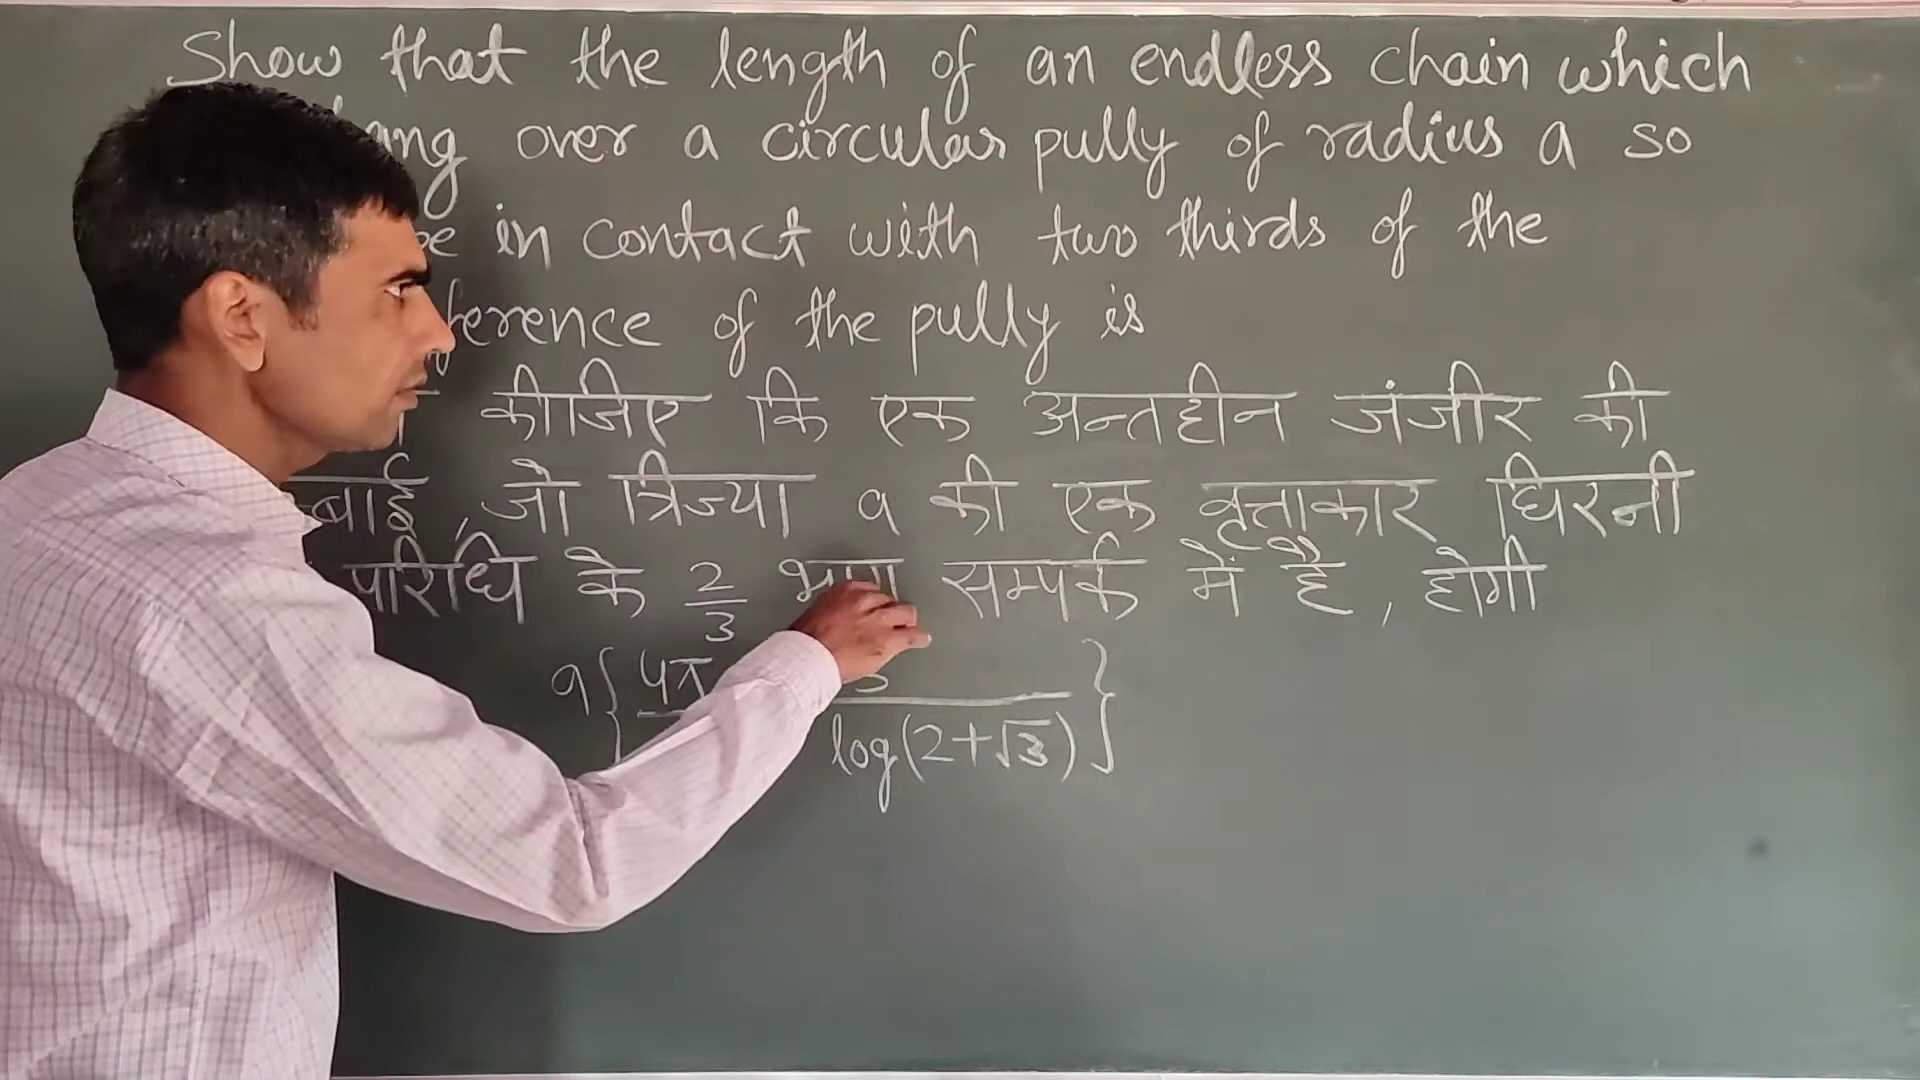 Show that the length of an endless chain which
over a circular pully of radius a so
in contact with two thirds of the
of the pully is
कीजिए कि एक अन्तहीन जंजीर की
, जो त्रिज्या a की एक वृत्ताकार घिरनी
परिधि के 2/3 भाग सम्पर्क में है, होगी
a{ 4π log(2+√3) }